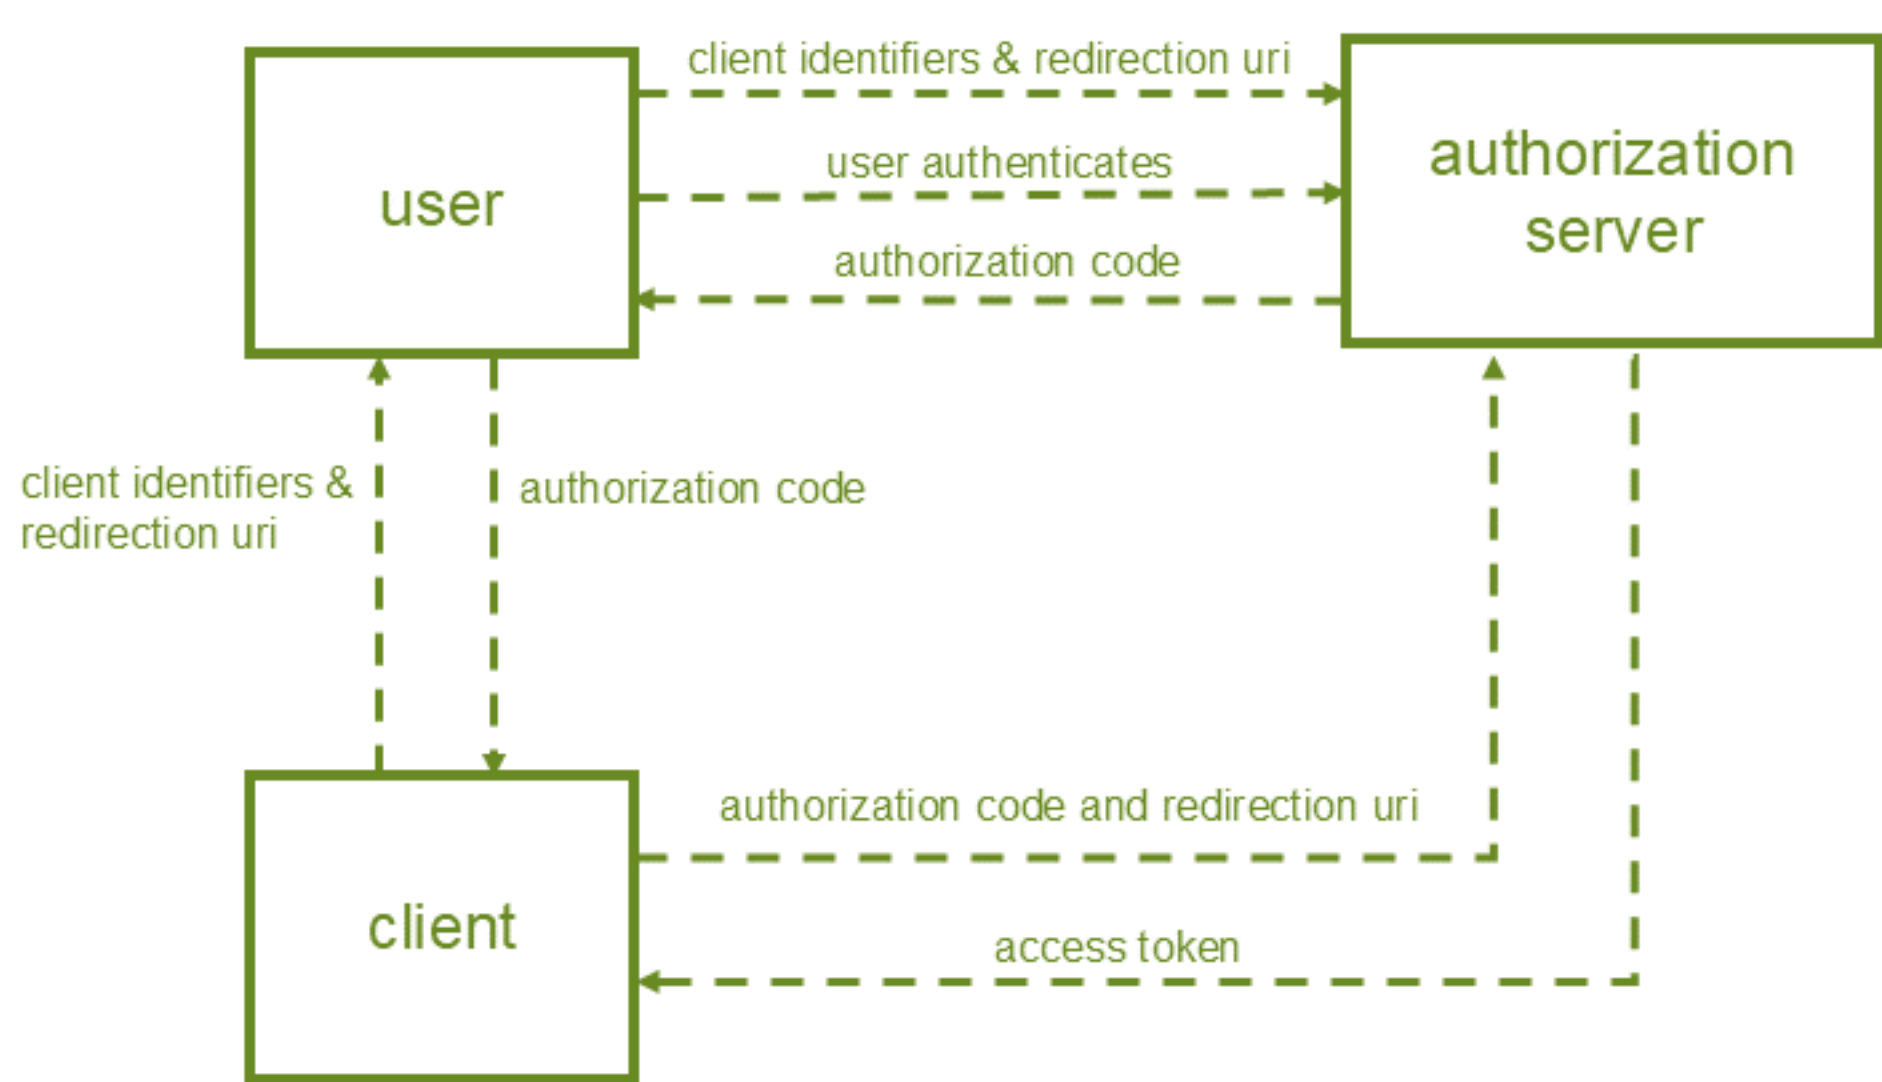 client identifiers & redirection uri
user authenticates
authorization code
user
authorization
server
client identifiers &
redirection uri
authorization code
authorization code and redirection uri
client
access token